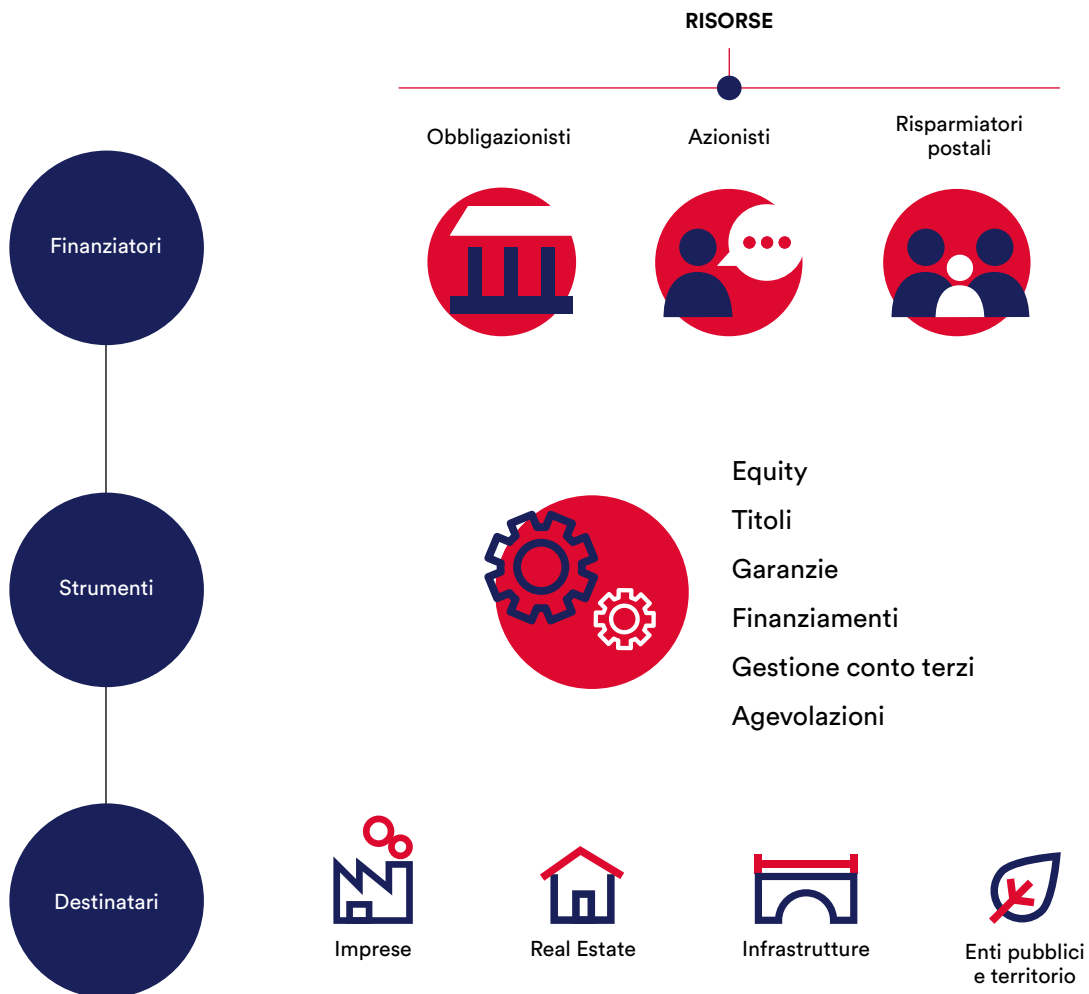 RISORSE
Obbligazionisti
Azionisti
Risparmiatori
postali
Finanziatori
Equity
Titoli
Garanzie
Finanziamenti
Gestione conto terzi
Agevolazioni
Strumenti
Destinatari
Imprese
Real Estate
Infrastrutture
Enti pubblici
e territorio